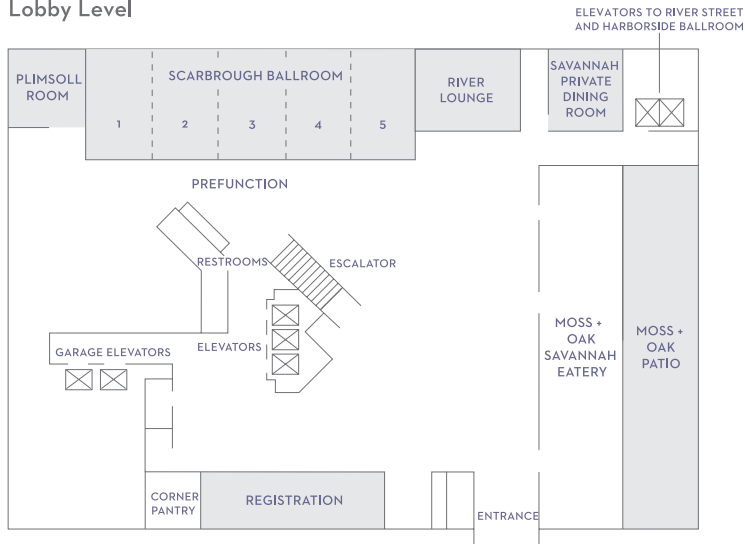 Lobby Level
ELEVATORS TO RIVER STREET
AND HARBORSIDE BALLROOM
PLIMSOLL
ROOM
SCARBROUGH BALLROOM
1
2
3
4
5
RIVER
LOUNGE
SAVANNAH
PRIVATE
DINING
ROOM
PREFUNCTION
RESTROOMS
ESCALATOR
ELEVATORS
GARAGE ELEVATORS
MOSS +
OAK
SAVANNAH
EATERY
MOSS +
OAK
PATIO
CORNER
PANTRY
REGISTRATION
ENTRANCE